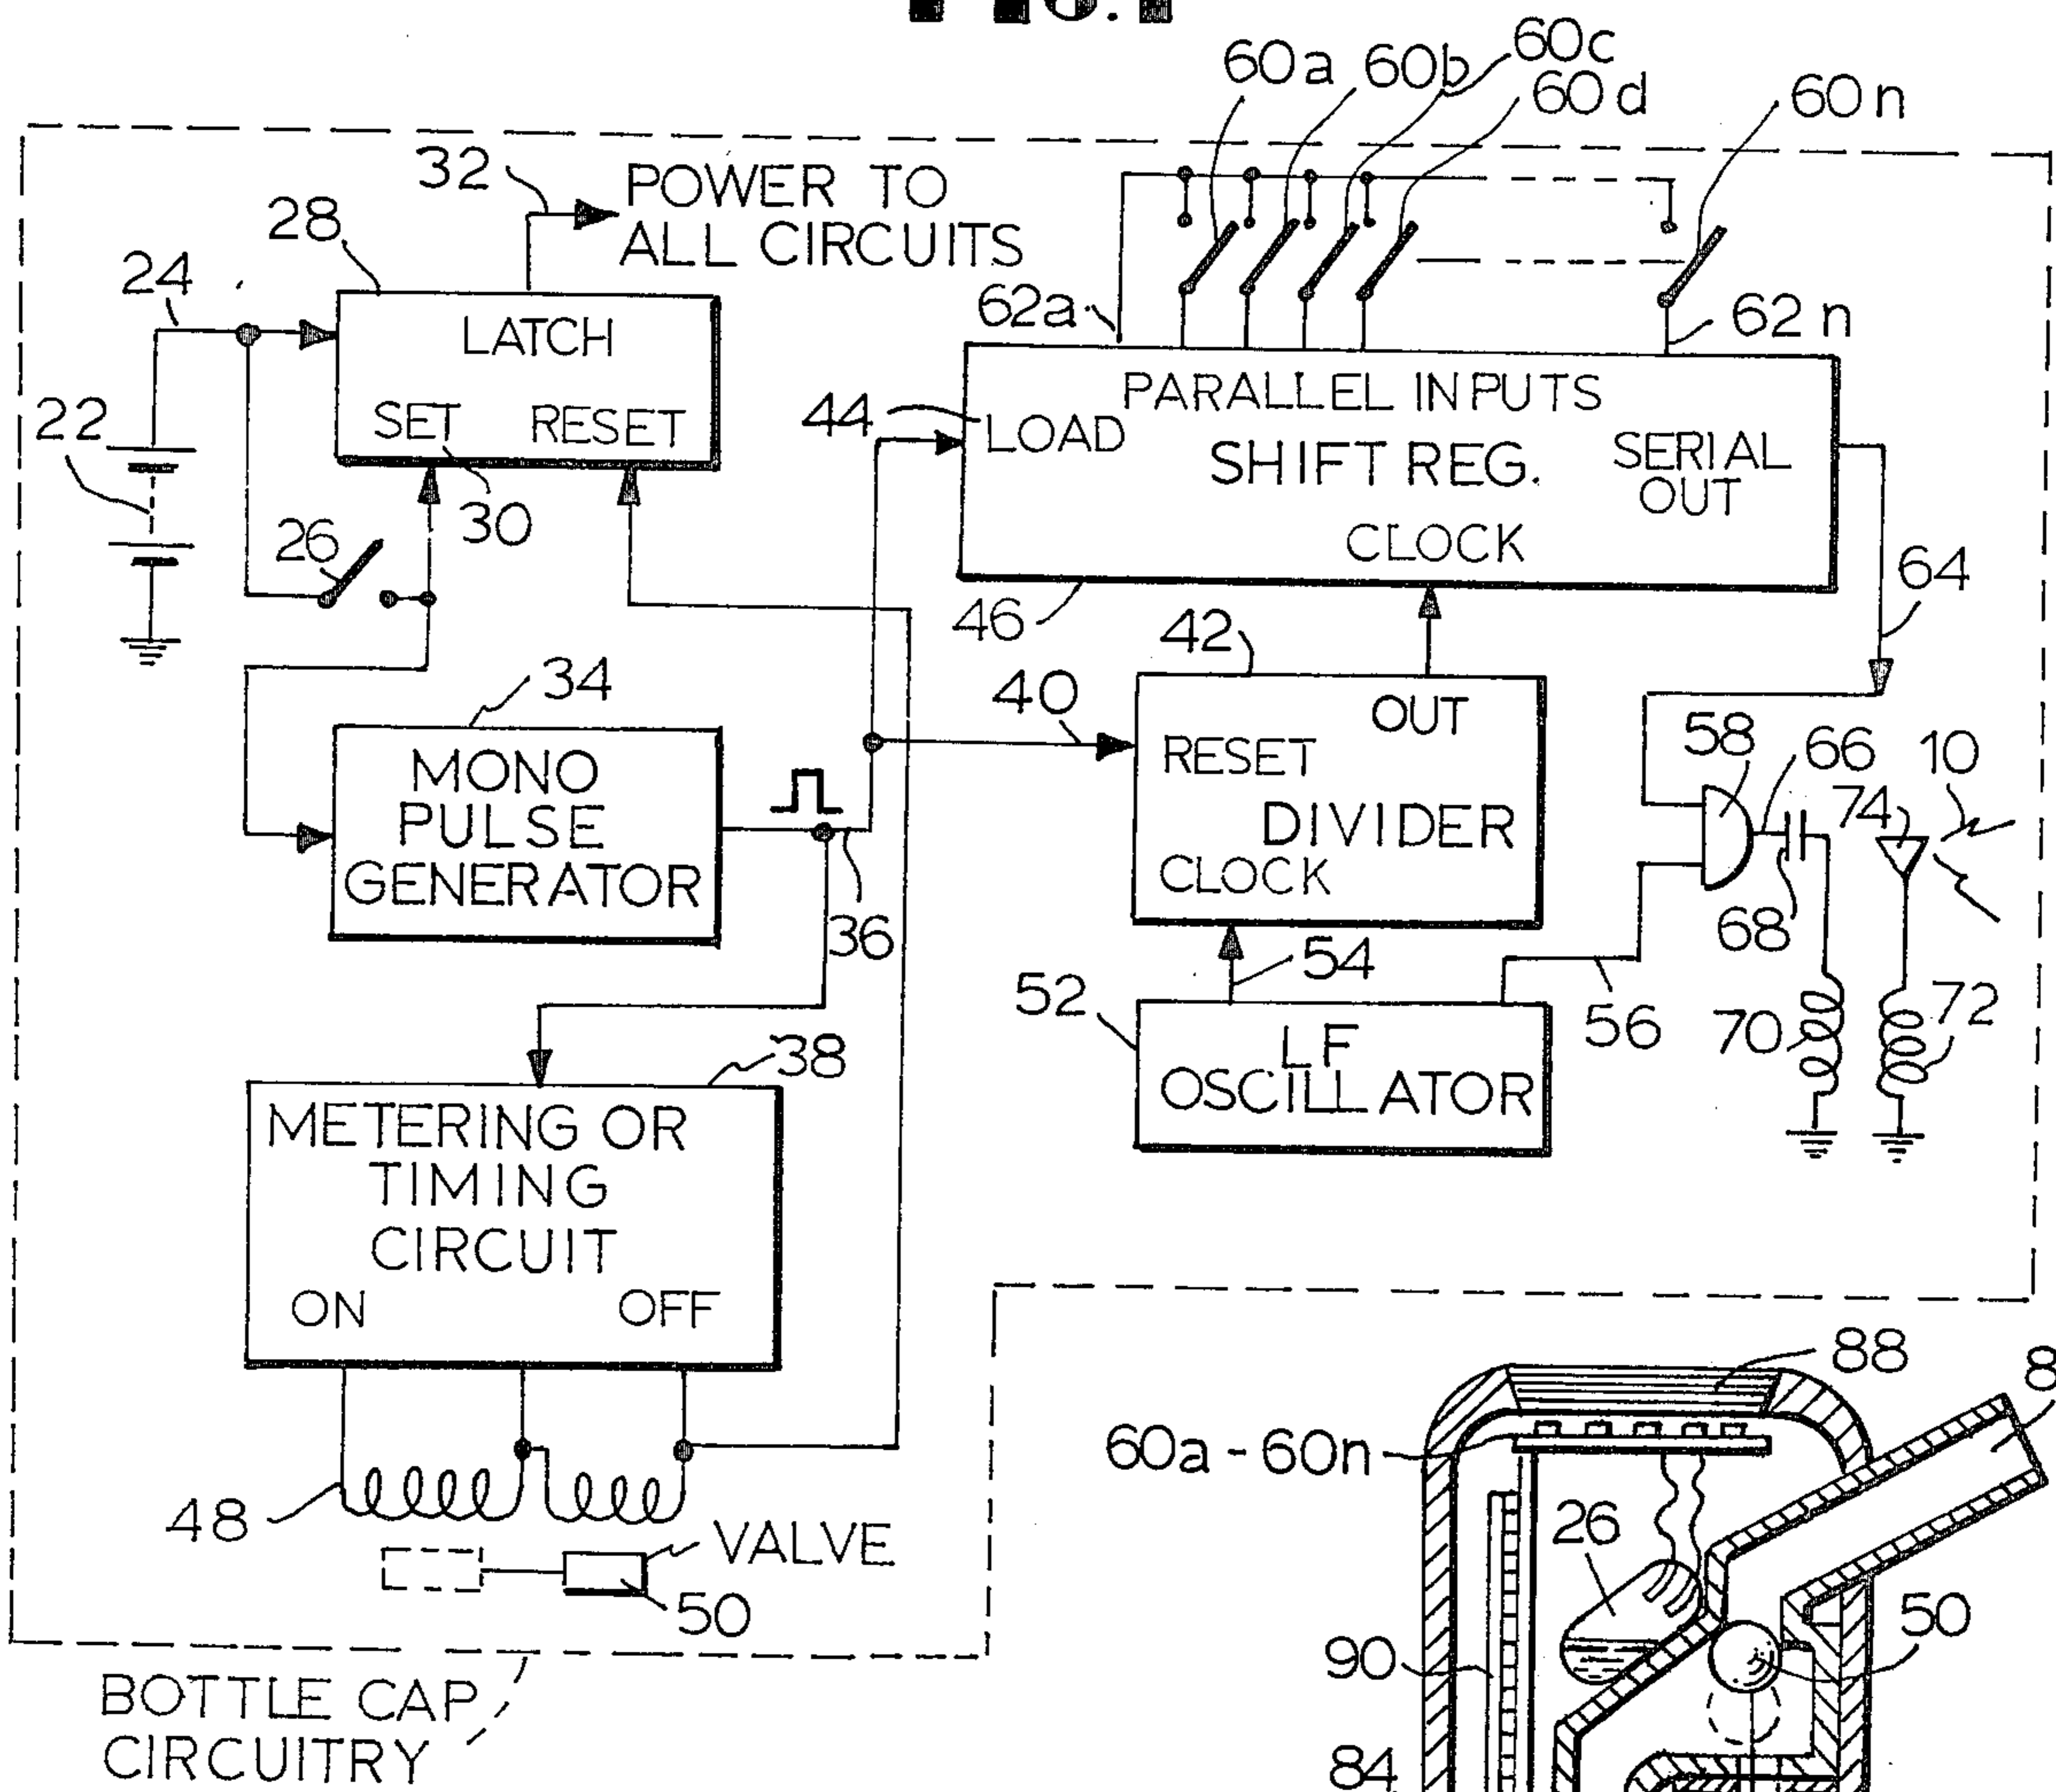 FIG. 1
60a 60b 60c
60d 60n
32 POWER TO
ALL CIRCUITS
28
24
LATCH
SET RESET
22
26
30
62a 62n
44
PARALLEL INPUTS
LOAD
SHIFT REG.
SERIAL
OUT
CLOCK
46
64
34
MONO
PULSE
GENERATOR
36
40
42
OUT
RESET
DIVIDER
CLOCK
58 66 10
74
68
54
52
LF
OSCILLATOR
56
70 72
38
METERING OR
TIMING
CIRCUIT
ON OFF
48
VALVE
50
BOTTLE CAP
CIRCUITRY
88
60a - 60n
26
50
90
84